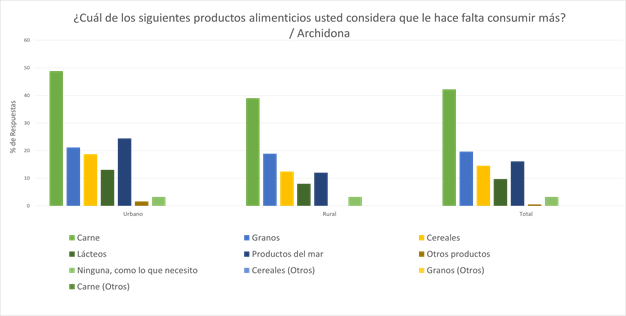 ¿Cuál de los siguientes productos alimenticios usted considera que le hace falta consumir más?
/ Archidona
60
50
40
30
20
10
0
% de Respuestas
Urbano Rural Total
Carne Granos Cereales
Lácteos Productos del mar Otros productos
Ninguna, como lo que necesito Cereales (Otros) Granos (Otros)
Carne (Otros)